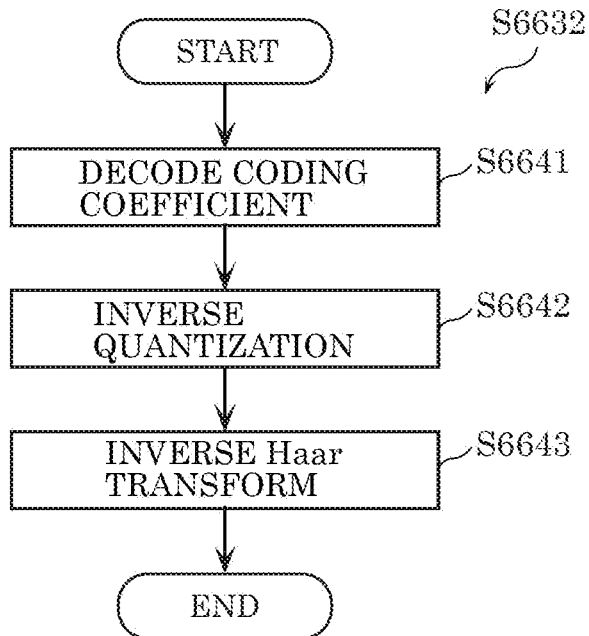 S6632
START
DECODE CODING
COEFFICIENT
S6641
INVERSE
QUANTIZATION
S6642
INVERSE Haar
TRANSFORM
S6643
END